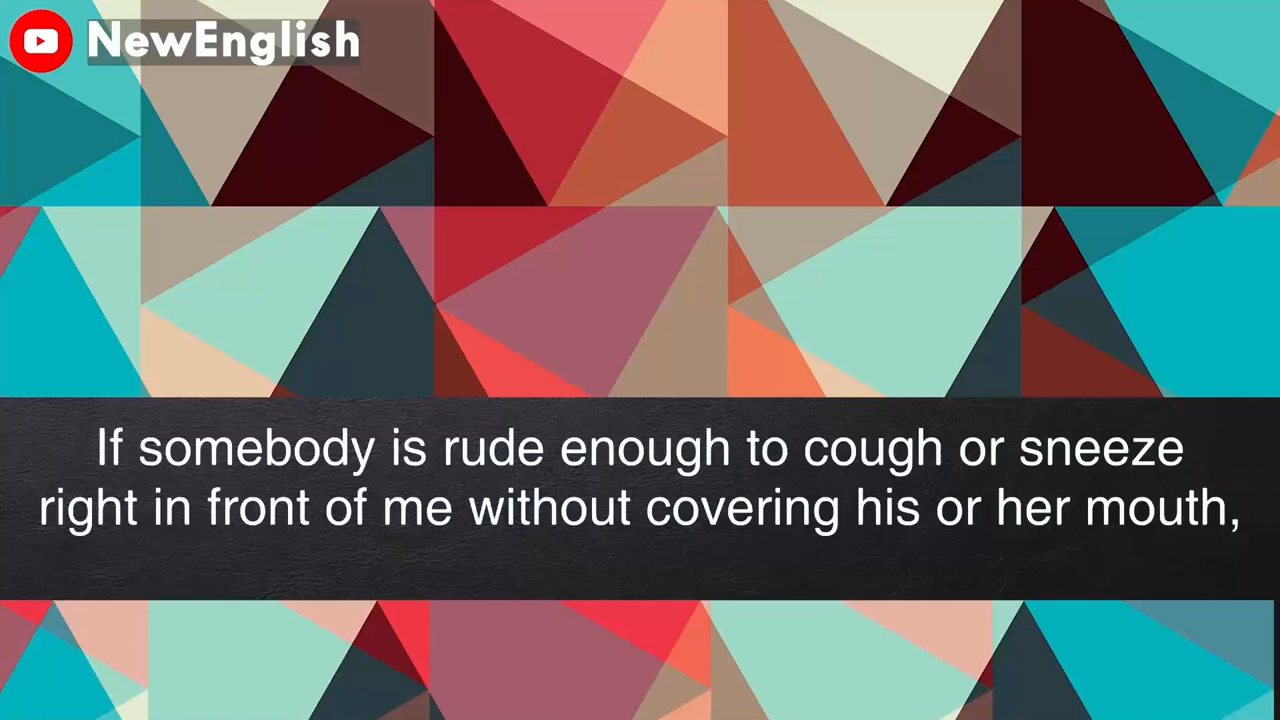 NewEnglish
If somebody is rude enough to cough or sneeze
right in front of me without covering his or her mouth,